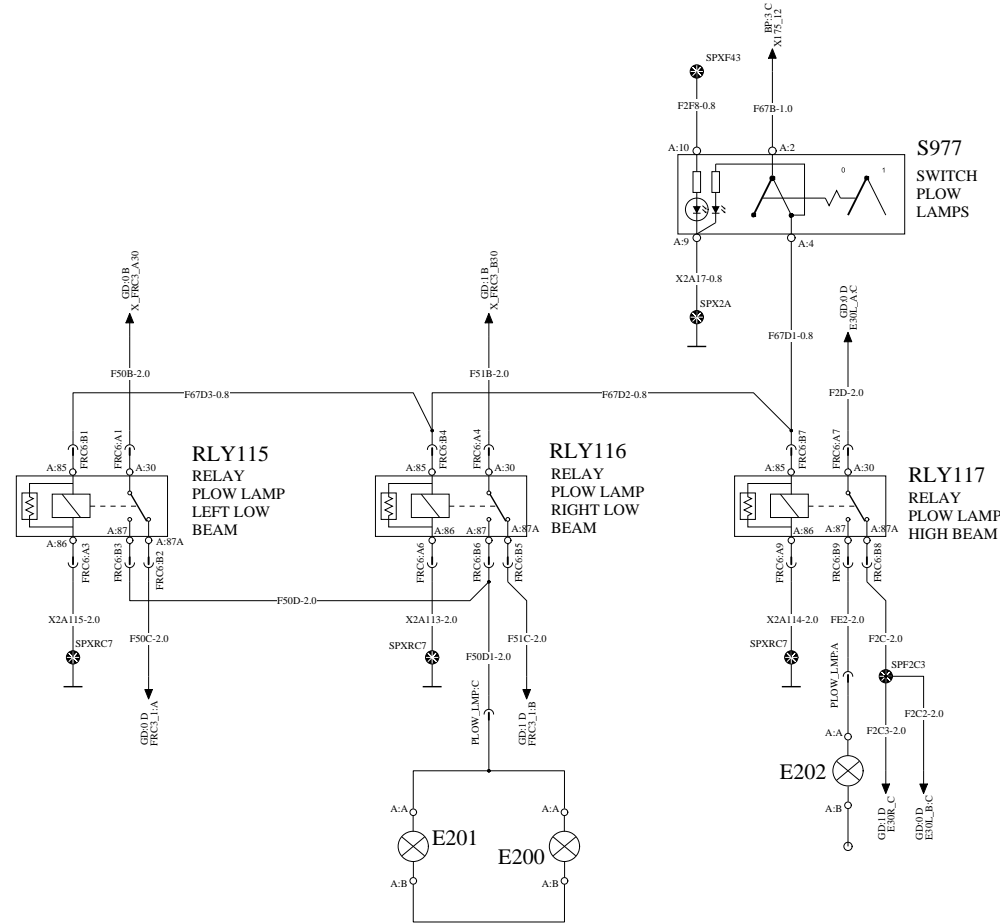 BP:3 C
X175_12
SPXF43
F2F8-0.8
F67B-1.0
A:10
A:2
S977
SWITCH
PLOW
LAMPS
0
1
A:9
A:4
X2A17-0.8
SPX2A
F67D1-0.8
GD:0 B
X_FRC3_A30
GD:1 B
X_FRC3_B30
GD:0 D
E30L_A:C
F50B-2.0
F51B-2.0
F2D-2.0
F67D3-0.8
F67D2-0.8
FRC6:B1
FRC6:A1
FRC6:B4
FRC6:A4
FRC6:B7
FRC6:A7
A:85
A:30
RLY115
RELAY
PLOW LAMP
LEFT LOW
BEAM
A:86
A:87
A:87A
A:85
A:30
RLY116
RELAY
PLOW LAMP
RIGHT LOW
BEAM
A:86
A:87
A:87A
A:85
A:30
RLY117
RELAY
PLOW LAMP
HIGH BEAM
A:86
A:87
A:87A
FRC6:A3
FRC6:B3
FRC6:B2
FRC6:A6
FRC6:B6
FRC6:B5
FRC6:A9
FRC6:B9
FRC6:B8
F50D-2.0
X2A115-2.0
F50C-2.0
X2A113-2.0
F50D1-2.0
F51C-2.0
X2A114-2.0
FE2-2.0
F2C-2.0
SPXRC7
SPXRC7
SPXRC7
SPF2C3
GD:0 D
FRC3_1:A
PLOW_LMP:C
GD:1 D
FRC3_1:B
PLOW_LMP:A
F2C2-2.0
F2C3-2.0
A:A
E202
A:B
GD:1 D
E30R_C
GD:0 D
E30L_B:C
A:A
E201
A:B
A:A
E200
A:B